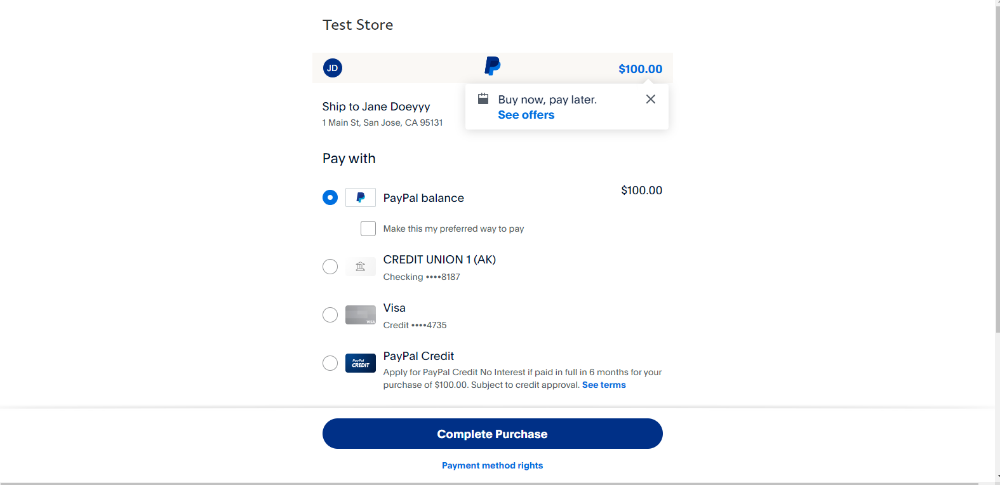 Test Store
JD
$100.00
Buy now, pay later.
See offers
Ship to Jane Doeyyy
1 Main St, San Jose, CA 95131
Pay with
PayPal balance
$100.00
Make this my preferred way to pay
CREDIT UNION 1 (AK)
Checking ••••8187
VISA
Visa
Credit ••••4735
PayPal
CREDIT
PayPal Credit
Apply for PayPal Credit No Interest if paid in full in 6 months for your
purchase of $100.00. Subject to credit approval. See terms
Complete Purchase
Payment method rights